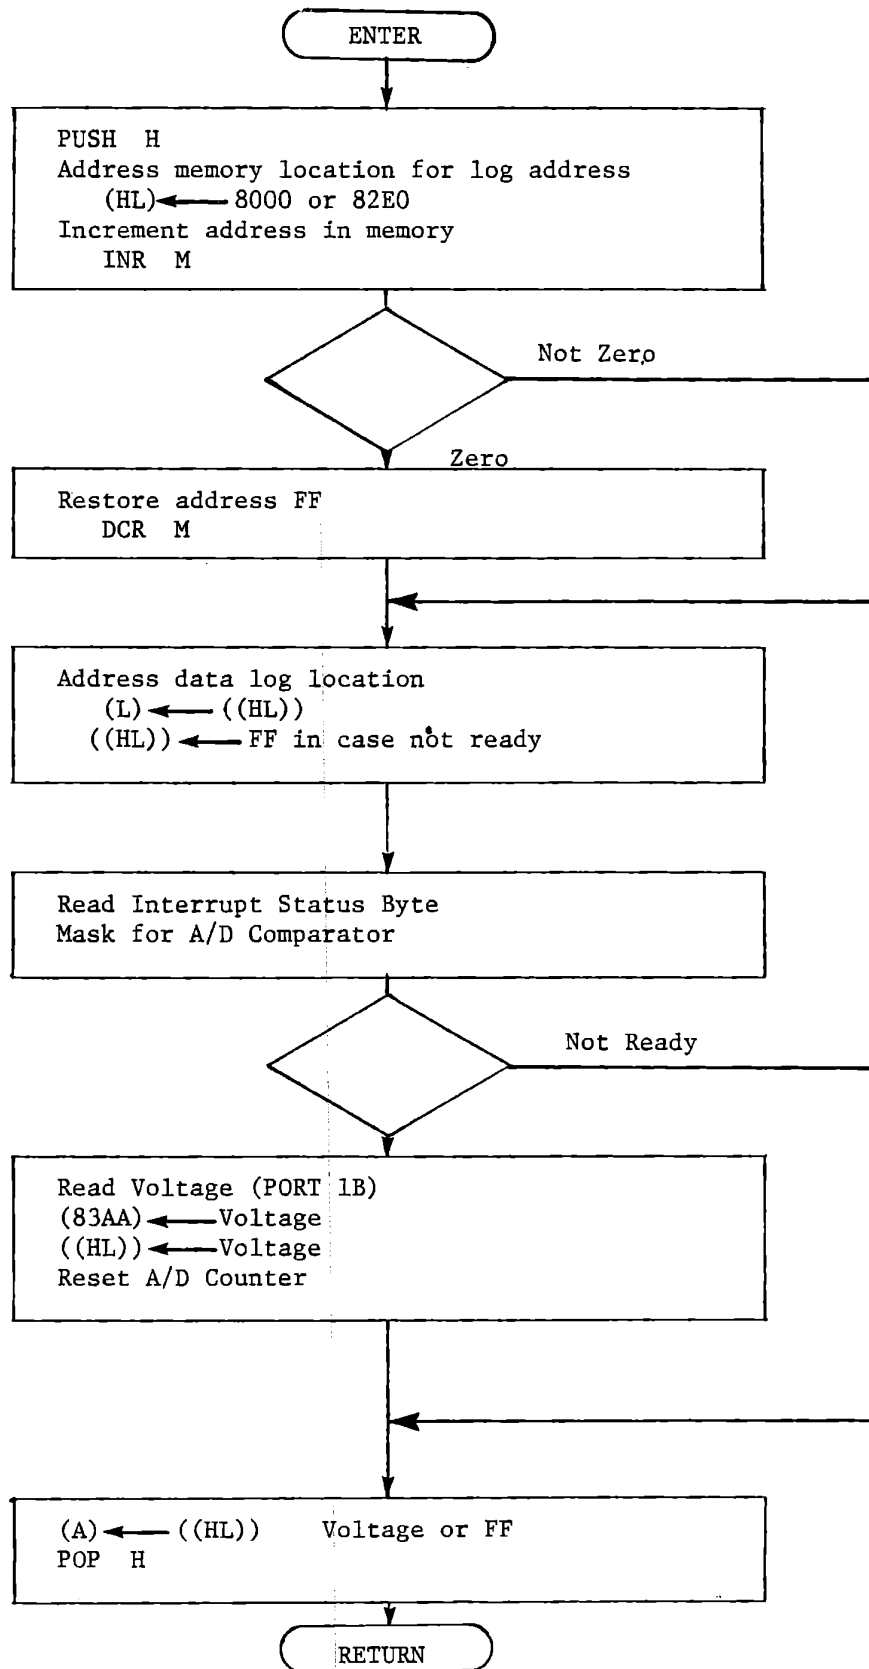 ENTER
PUSH H
Address memory location for log address
(HL) ← 8000 or 82E0
Increment address in memory
INR M
Not Zero
Zero
Restore address FF
DCR M
Address data log location
(L) ← ((HL))
((HL)) ← FF in case not ready
Read Interrupt Status Byte
Mask for A/D Comparator
Not Ready
Read Voltage (PORT 1B)
(83AA) ← Voltage
((HL)) ← Voltage
Reset A/D Counter
(A) ← ((HL)) Voltage or FF
POP H
RETURN